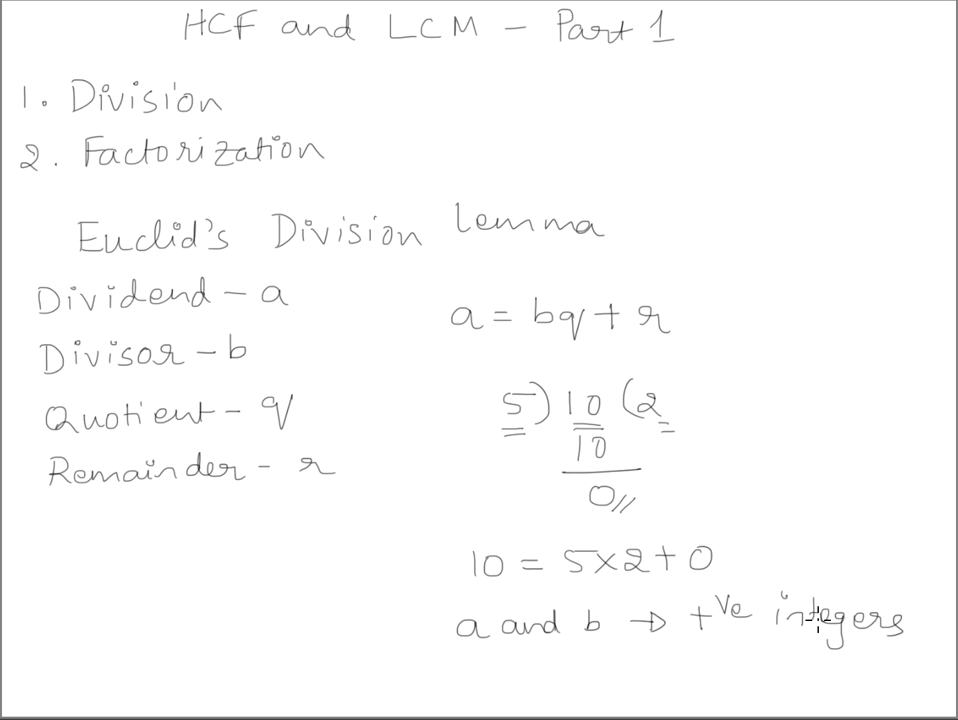 HCF and LCM - Part 1
1. Division
2. Factorization
Euclid's Division Lemma
Dividend - a
Divisor - b
Quotient - q
Remainder - r
a = bq + r
5) 10 (2
10
0//
10 = 5x2+0
a and b → +ve integers